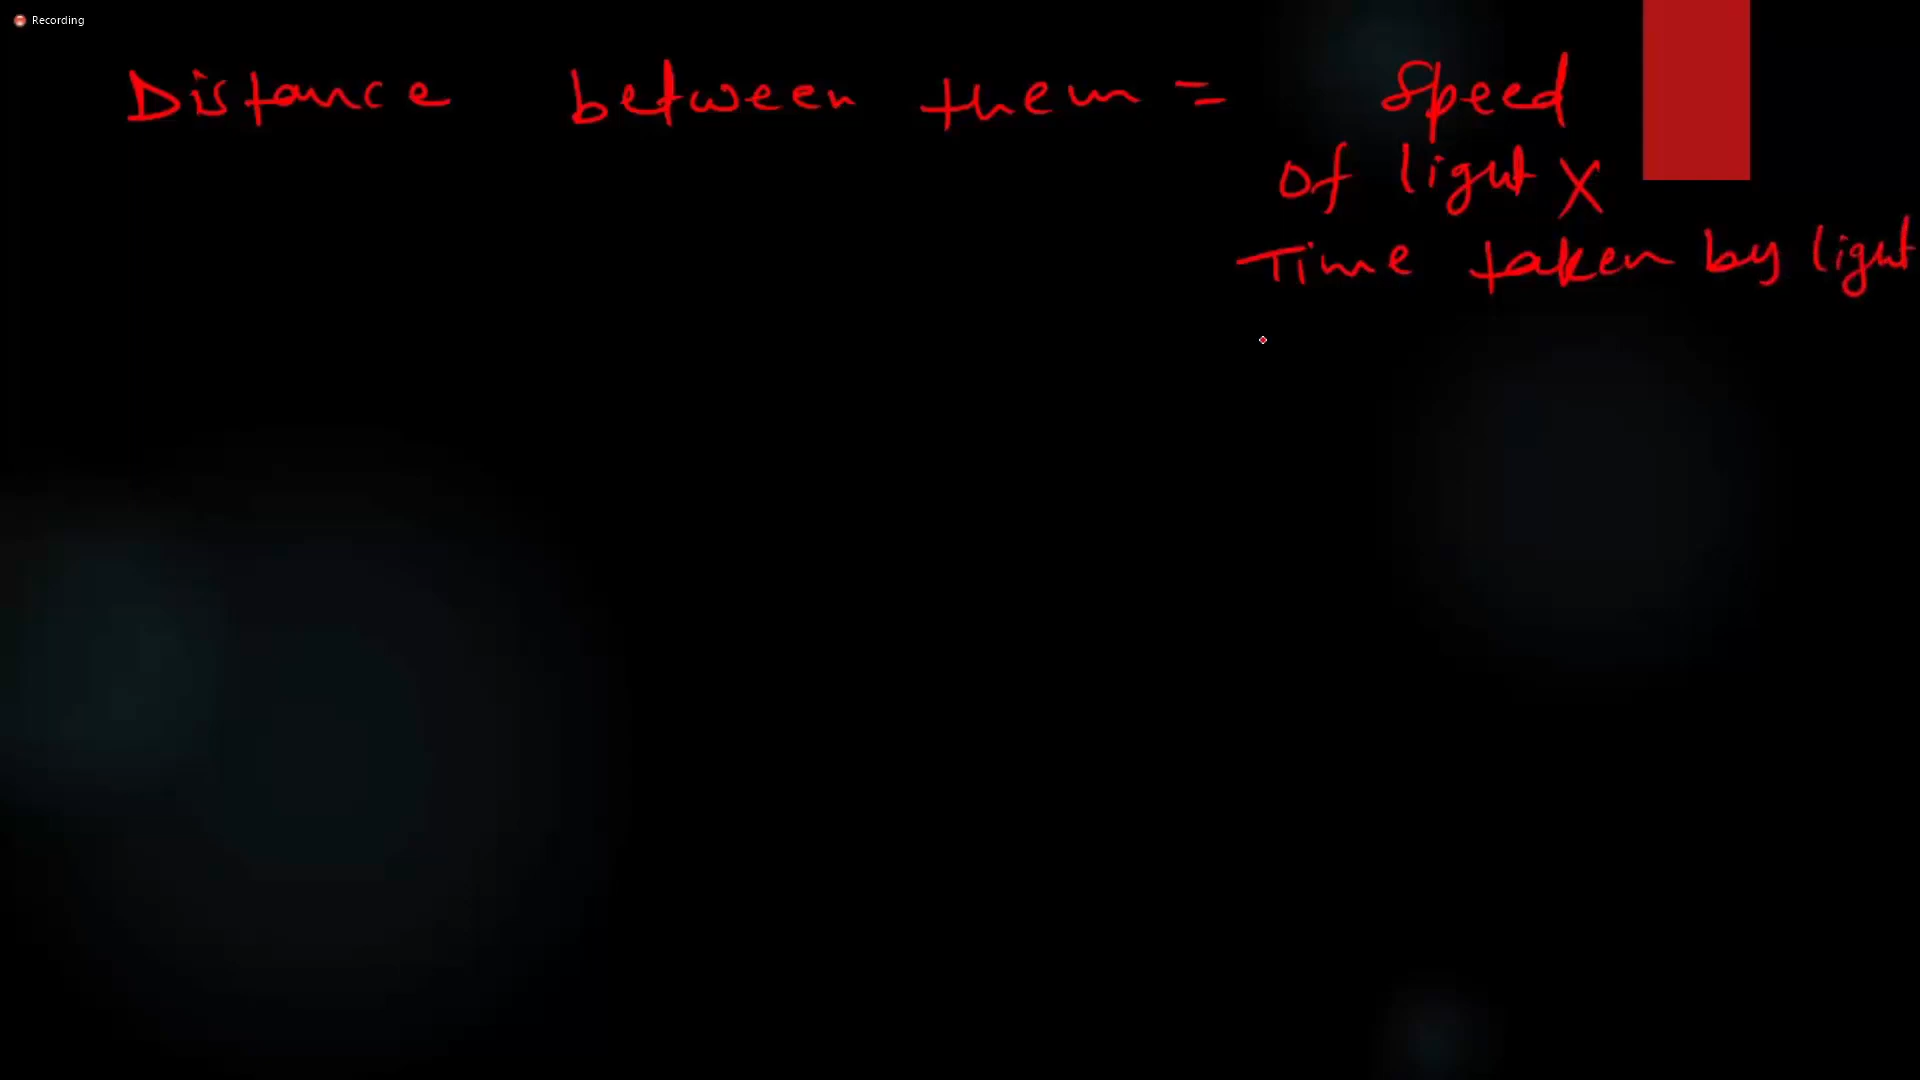 Recording
Distance between them = Speed
of light X
Time taken by light